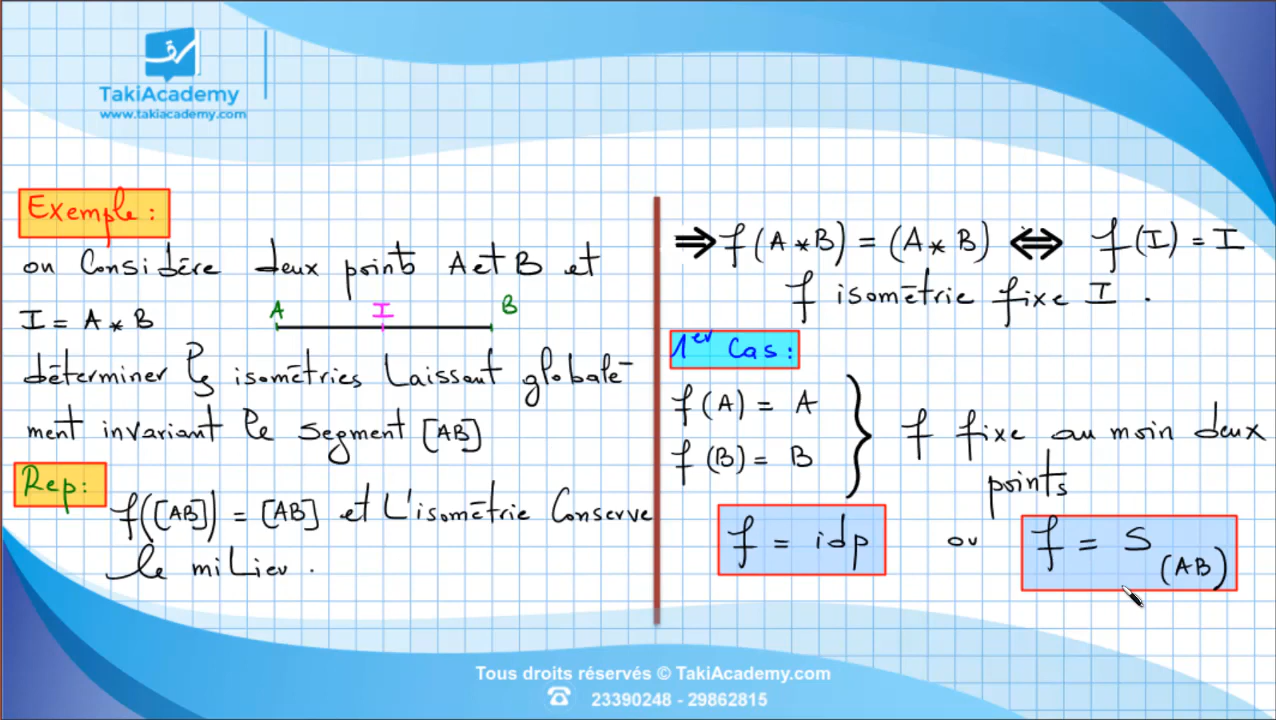 TakiAcademy
www.takiacademy.com
Exemple:
on Considère deux points A et B et
I = A * B
A I B
déterminer les isométries Laissant globale-
ment invariant le segment [AB]
Rep:
f([AB]) = [AB] et L'isométrie Conserve
le miLieu.
⇒ f(A*B) = (A*B) ⇔ f(I) = I
f isométrie fixe I.
1er Cas:
f(A) = A
f(B) = B
f fixe au moin deux
points
f = idp ou f = S(AB)
Tous droits réservés © TakiAcademy.com
23390248 - 29862815